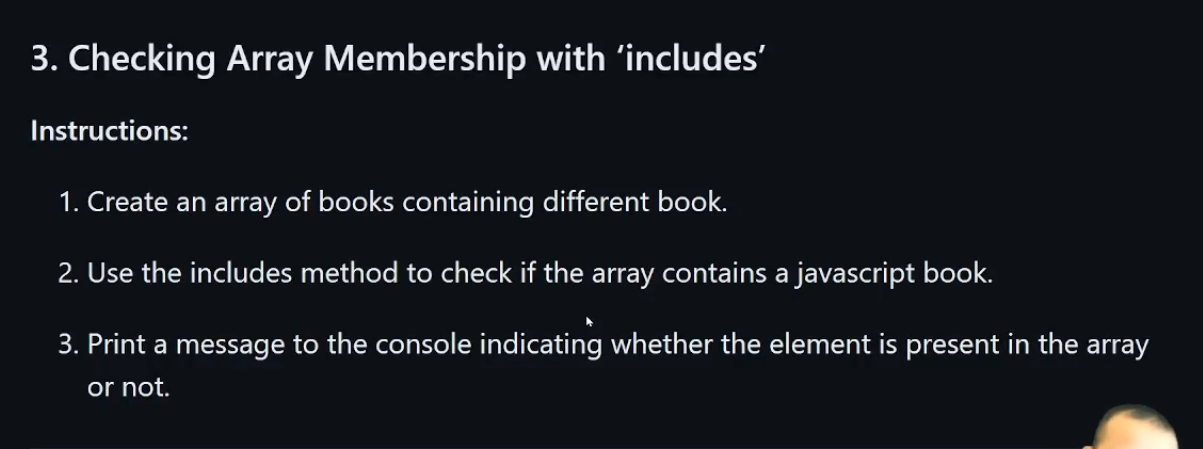 3. Checking Array Membership with ‘includes’
Instructions:
1. Create an array of books containing different book.
2. Use the includes method to check if the array contains a javascript book.
3. Print a message to the console indicating whether the element is present in the array
or not.